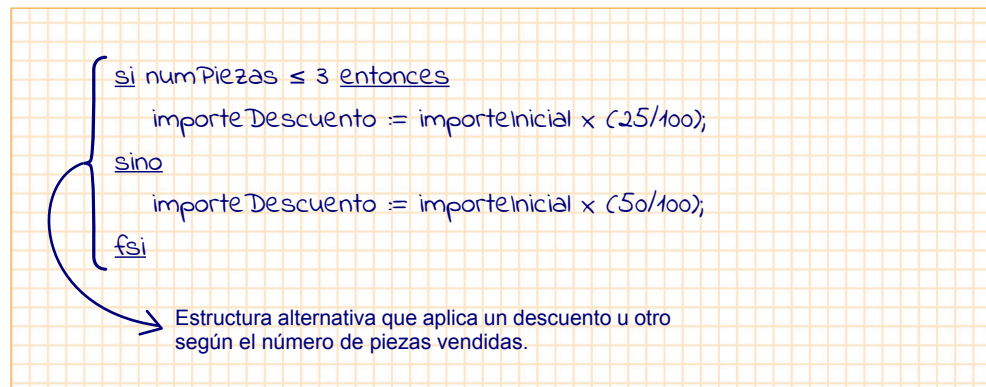 si numPiezas ≤ 3 entonces
importeDescuento := importeInicial x (25/100);
sino
importeDescuento := importeInicial x (50/100);
fsi
Estructura alternativa que aplica un descuento u otro
según el número de piezas vendidas.